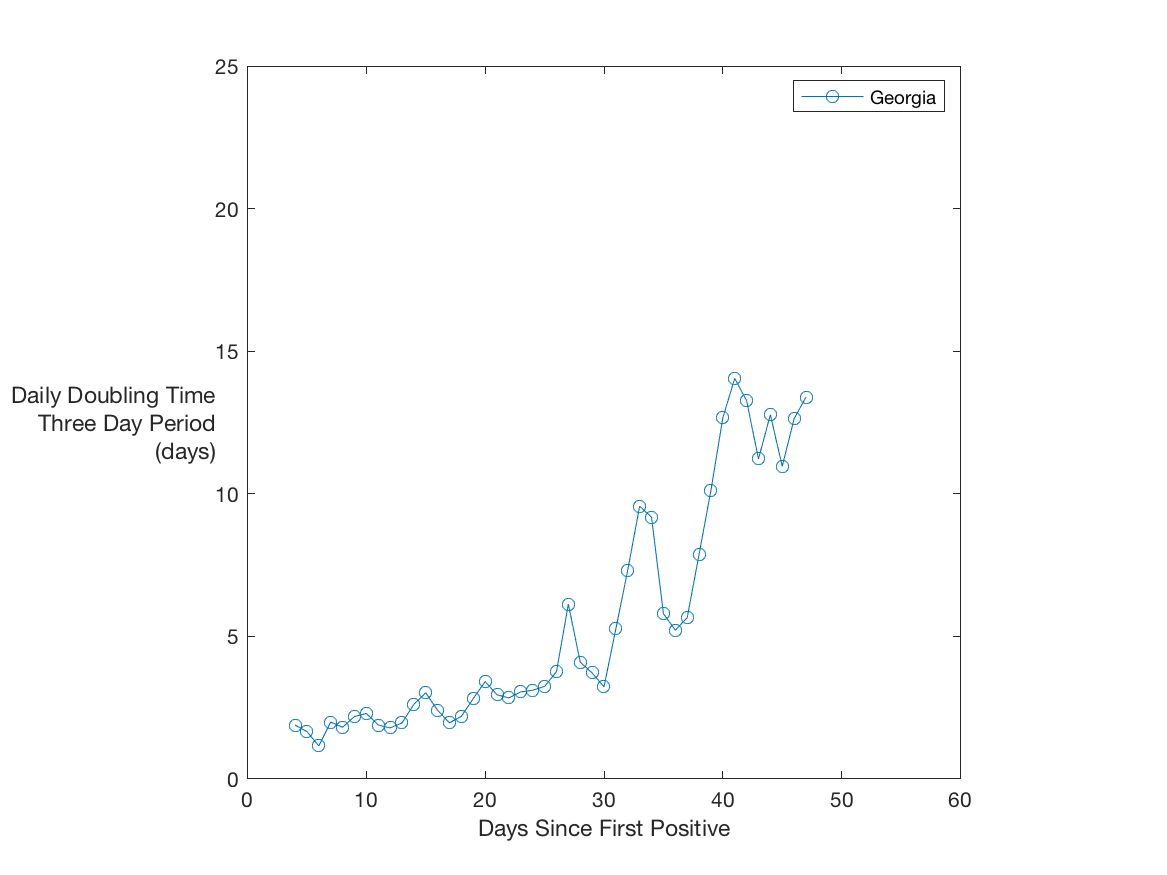 25
20
15
10
5
0
Daily Doubling Time
Three Day Period
(days)
Georgia
0 10 20 30 40 50 60
Days Since First Positive